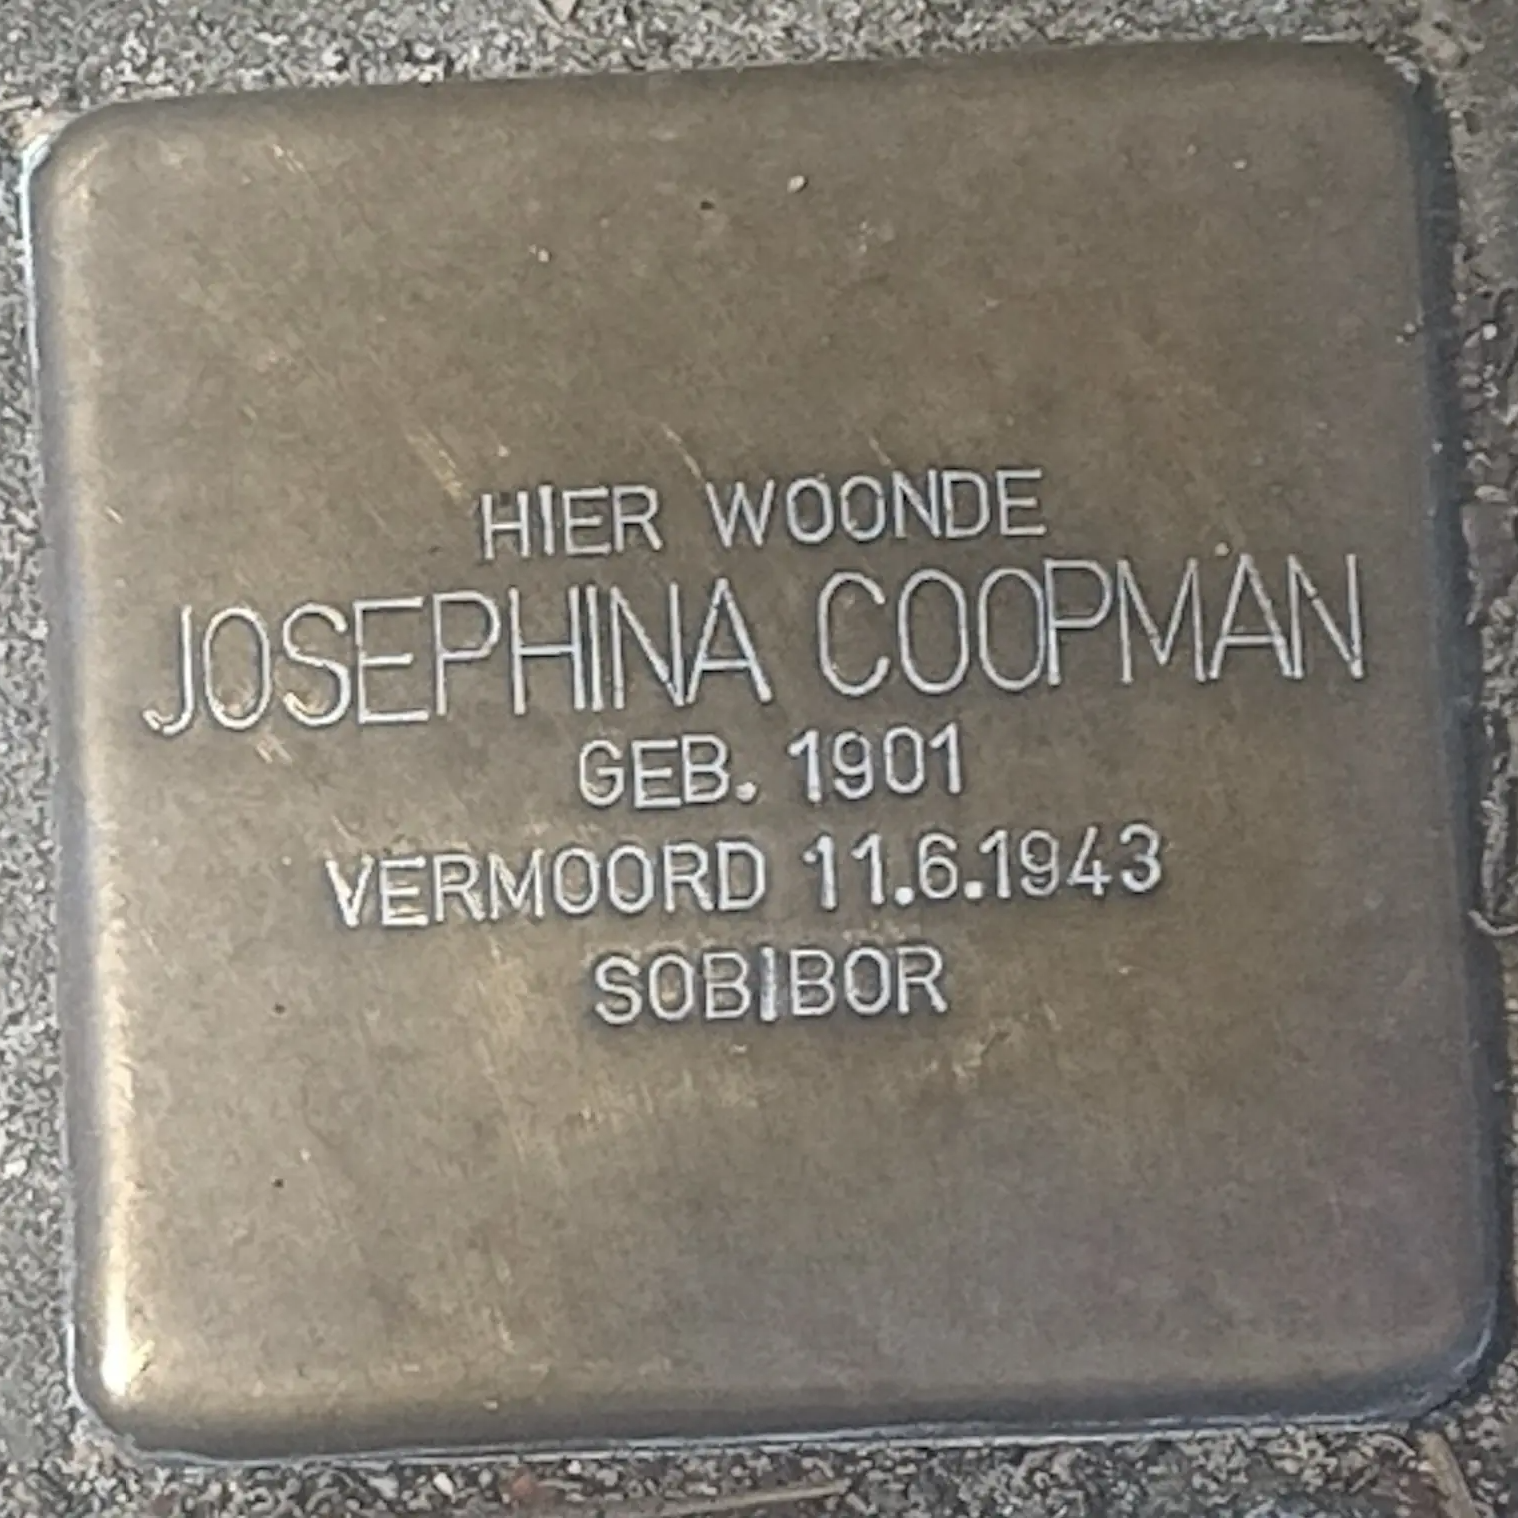 HIER WOONDE
JOSEPHINA COOPMAN
GEB. 1901
VERMOORD 11.6.1943
SOBIBOR